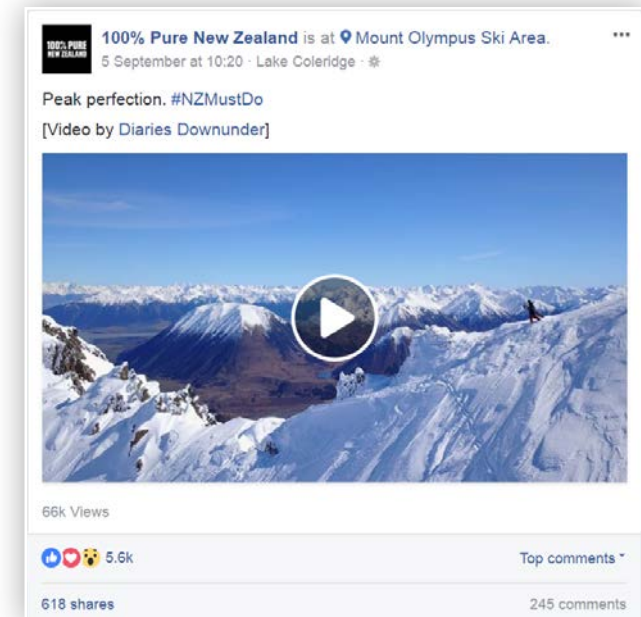 100% PURE
NEW ZEALAND
100% Pure New Zealand is at Mount Olympus Ski Area.
5 September at 10:20 · Lake Coleridge ·
Peak perfection. #NZMustDo
[Video by Diaries Downunder]
66k Views
5.6k
Top comments
618 shares
245 comments